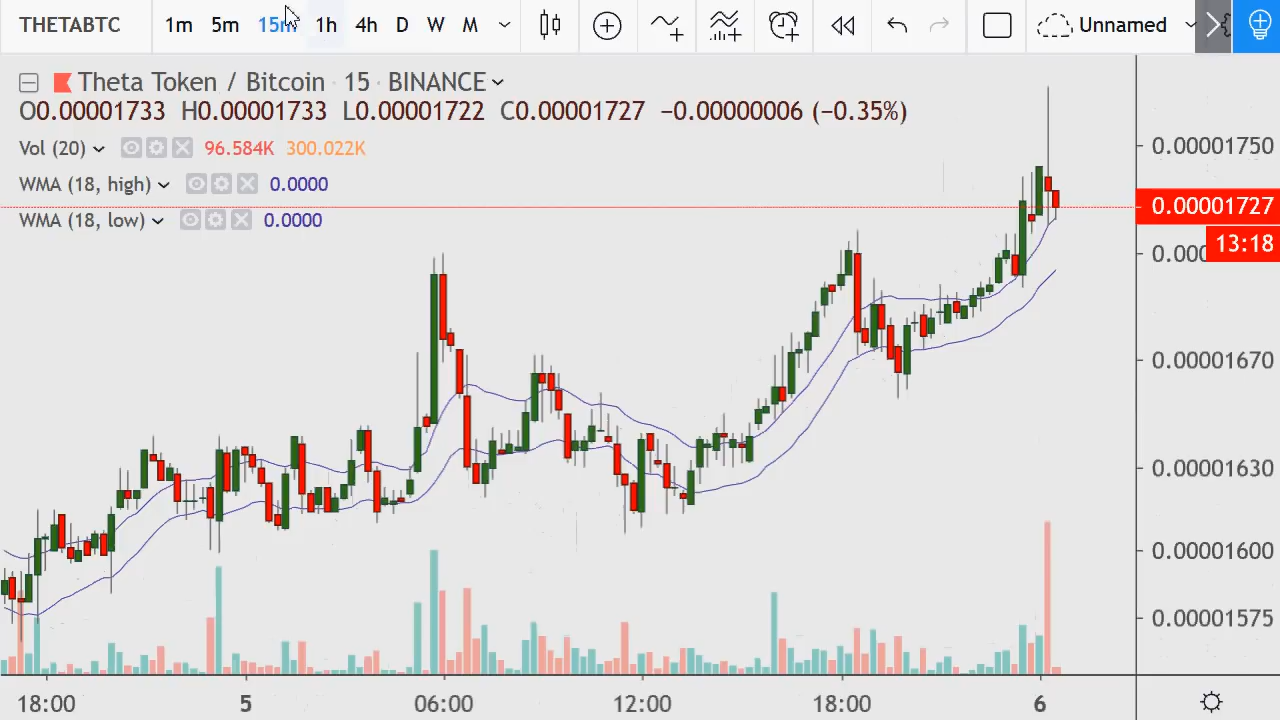 THETABTC 1m 5m 15m 1h 4h D W M Unnamed
Theta Token / Bitcoin · 15 · BINANCE
O0.00001733 H0.00001733 L0.00001722 C0.00001727 −0.00000006 (−0.35%)
Vol (20) 96.584K 300.022K
WMA (18, high) 0.0000
WMA (18, low) 0.0000
0.00001750
0.00001727
13:18
0.00001670
0.00001630
0.00001600
0.00001575
18:00 5 06:00 12:00 18:00 6